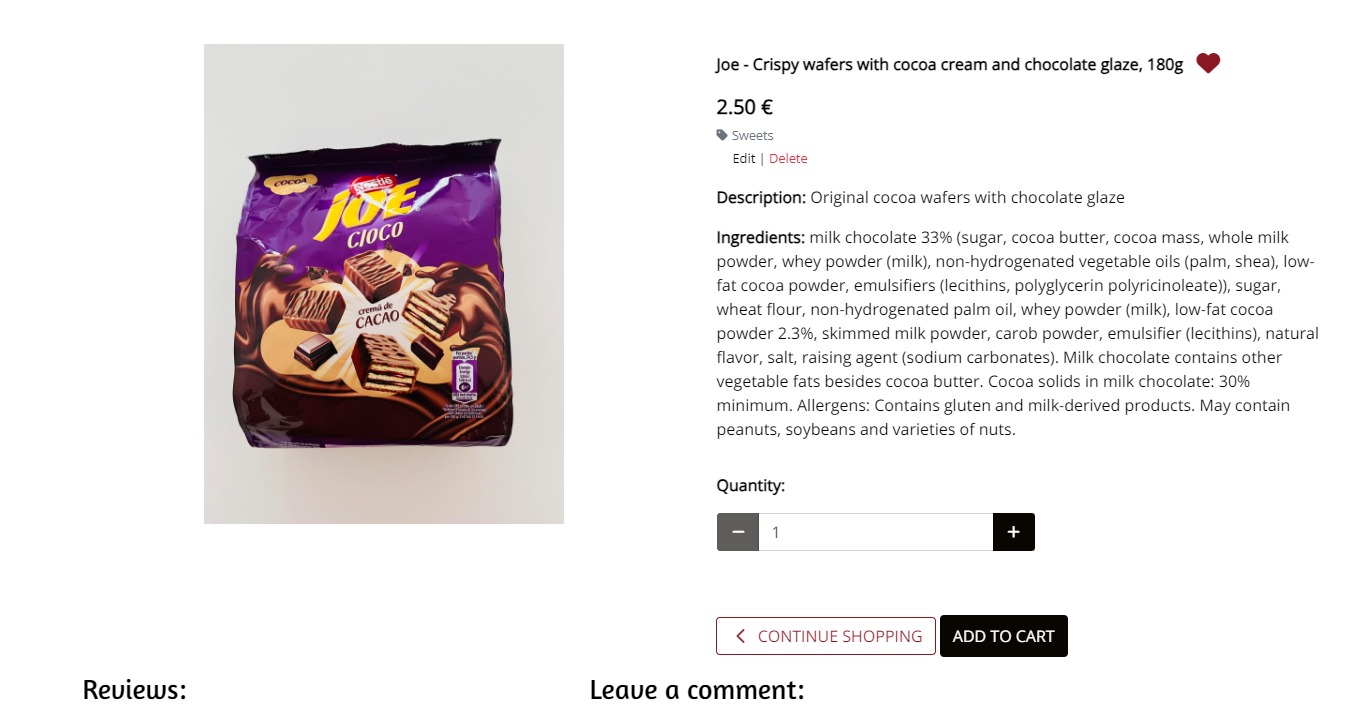 COCOA
Nestlé
JOE
CIOCO
cremă de
CACAO
Joe - Crispy wafers with cocoa cream and chocolate glaze, 180g
2.50 €
Sweets
Edit | Delete
Description: Original cocoa wafers with chocolate glaze
Ingredients: milk chocolate 33% (sugar, cocoa butter, cocoa mass, whole milk
powder, whey powder (milk), non-hydrogenated vegetable oils (palm, shea), low-
fat cocoa powder, emulsifiers (lecithins, polyglycerin polyricinoleate)), sugar,
wheat flour, non-hydrogenated palm oil, whey powder (milk), low-fat cocoa
powder 2.3%, skimmed milk powder, carob powder, emulsifier (lecithins), natural
flavor, salt, raising agent (sodium carbonates). Milk chocolate contains other
vegetable fats besides cocoa butter. Cocoa solids in milk chocolate: 30%
minimum. Allergens: Contains gluten and milk-derived products. May contain
peanuts, soybeans and varieties of nuts.
Quantity:
1
CONTINUE SHOPPING
ADD TO CART
Reviews:
Leave a comment: